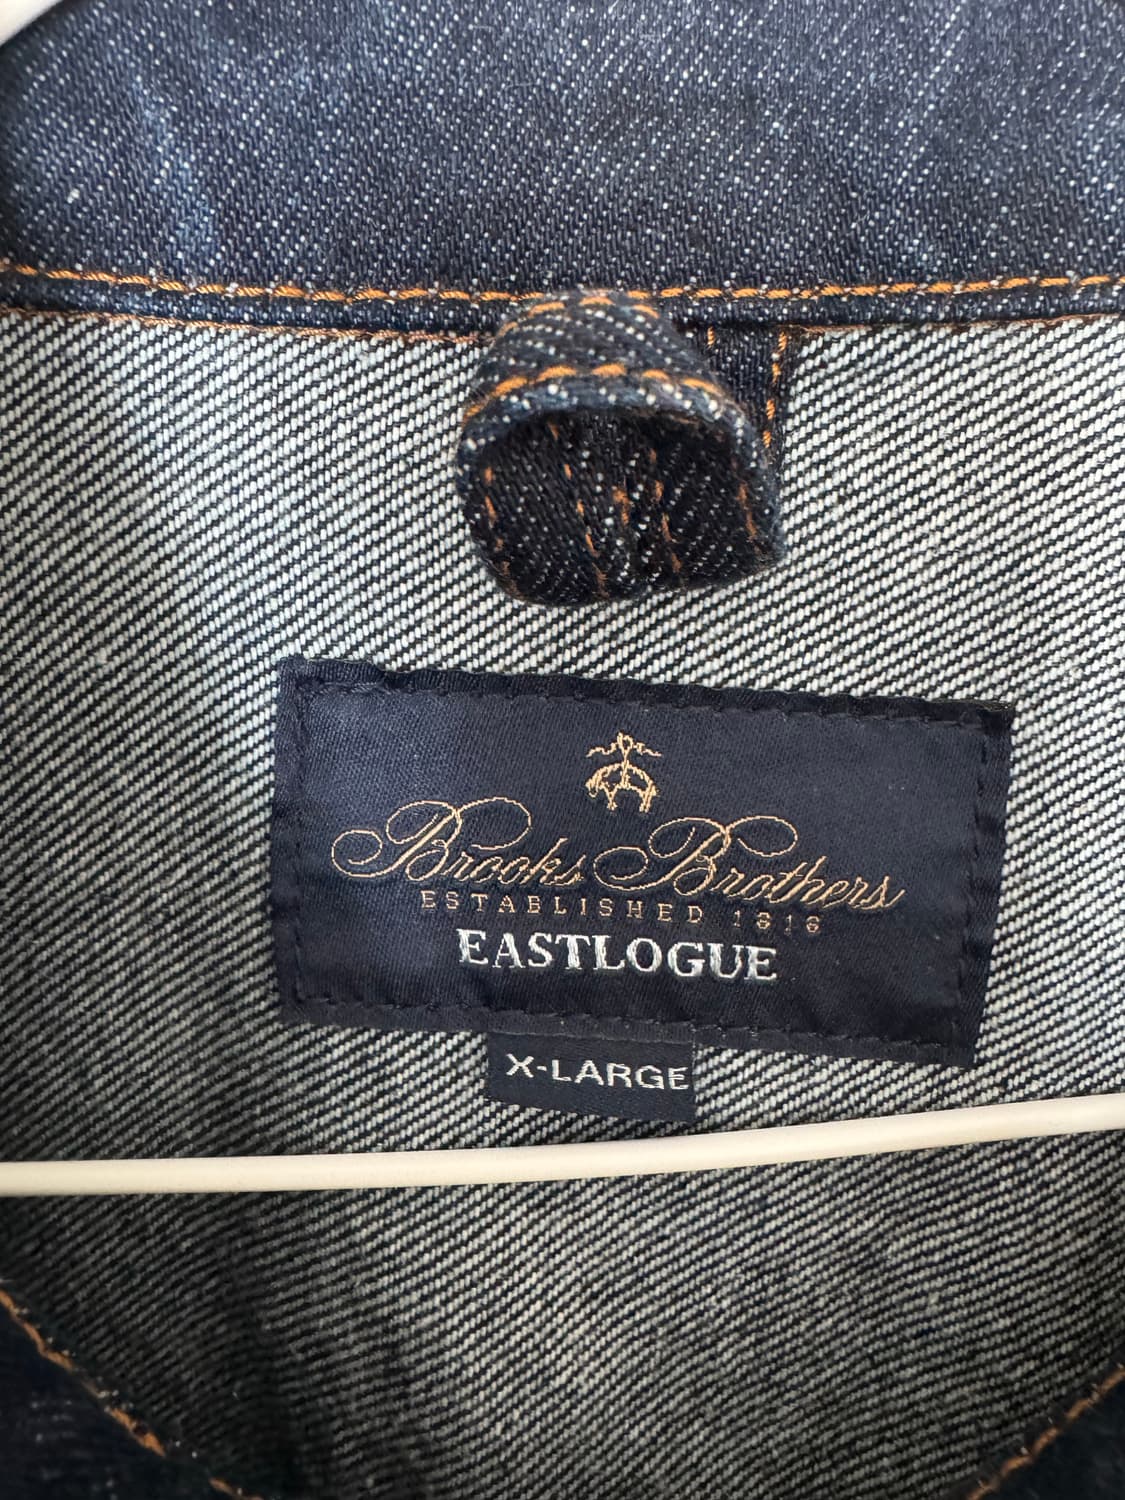 Brooks Brothers
ESTABLISHED 1818
EASTLOGUE
X-LARGE